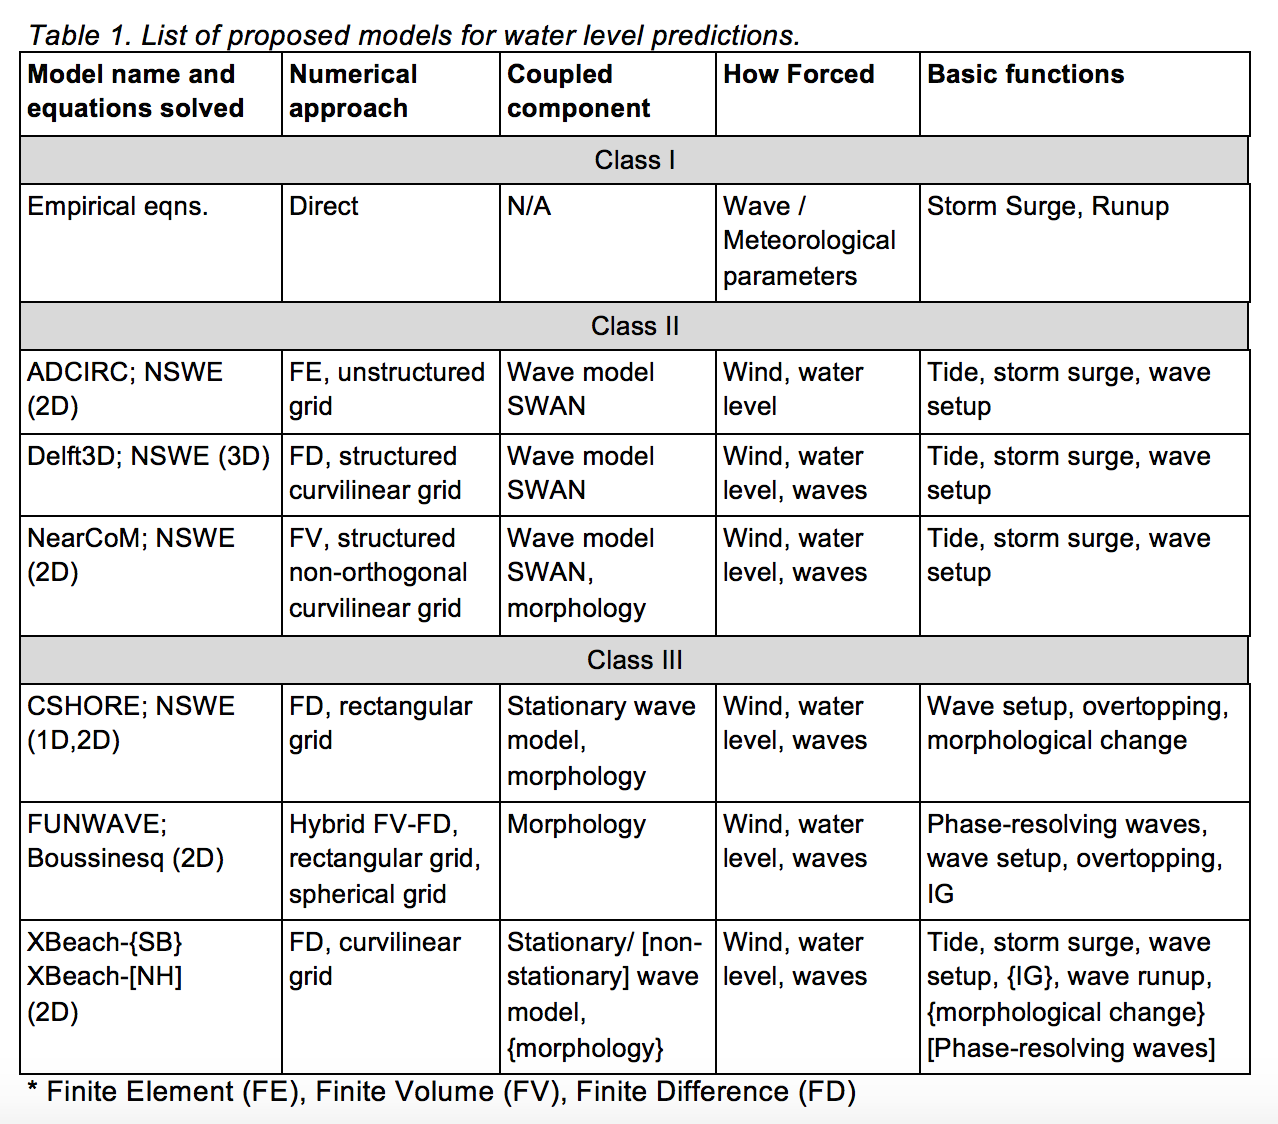 Table 1. List of proposed models for water level predictions.
Model name and equations solved | Numerical approach | Coupled component | How Forced | Basic functions
Class I
Empirical eqns. | Direct | N/A | Wave / Meteorological parameters | Storm Surge, Runup
Class II
ADCIRC; NSWE (2D) | FE, unstructured grid | Wave model SWAN | Wind, water level | Tide, storm surge, wave setup
Delft3D; NSWE (3D) | FD, structured curvilinear grid | Wave model SWAN | Wind, water level, waves | Tide, storm surge, wave setup
NearCoM; NSWE (2D) | FV, structured non-orthogonal curvilinear grid | Wave model SWAN, morphology | Wind, water level, waves | Tide, storm surge, wave setup
Class III
CSHORE; NSWE (1D,2D) | FD, rectangular grid | Stationary wave model, morphology | Wind, water level, waves | Wave setup, overtopping, morphological change
FUNWAVE; Boussinesq (2D) | Hybrid FV-FD, rectangular grid, spherical grid | Morphology | Wind, water level, waves | Phase-resolving waves, wave setup, overtopping, IG
XBeach-{SB} XBeach-[NH] (2D) | FD, curvilinear grid | Stationary/ [non-stationary] wave model, {morphology} | Wind, water level, waves | Tide, storm surge, wave setup, {IG}, wave runup, {morphological change} [Phase-resolving waves]
* Finite Element (FE), Finite Volume (FV), Finite Difference (FD)